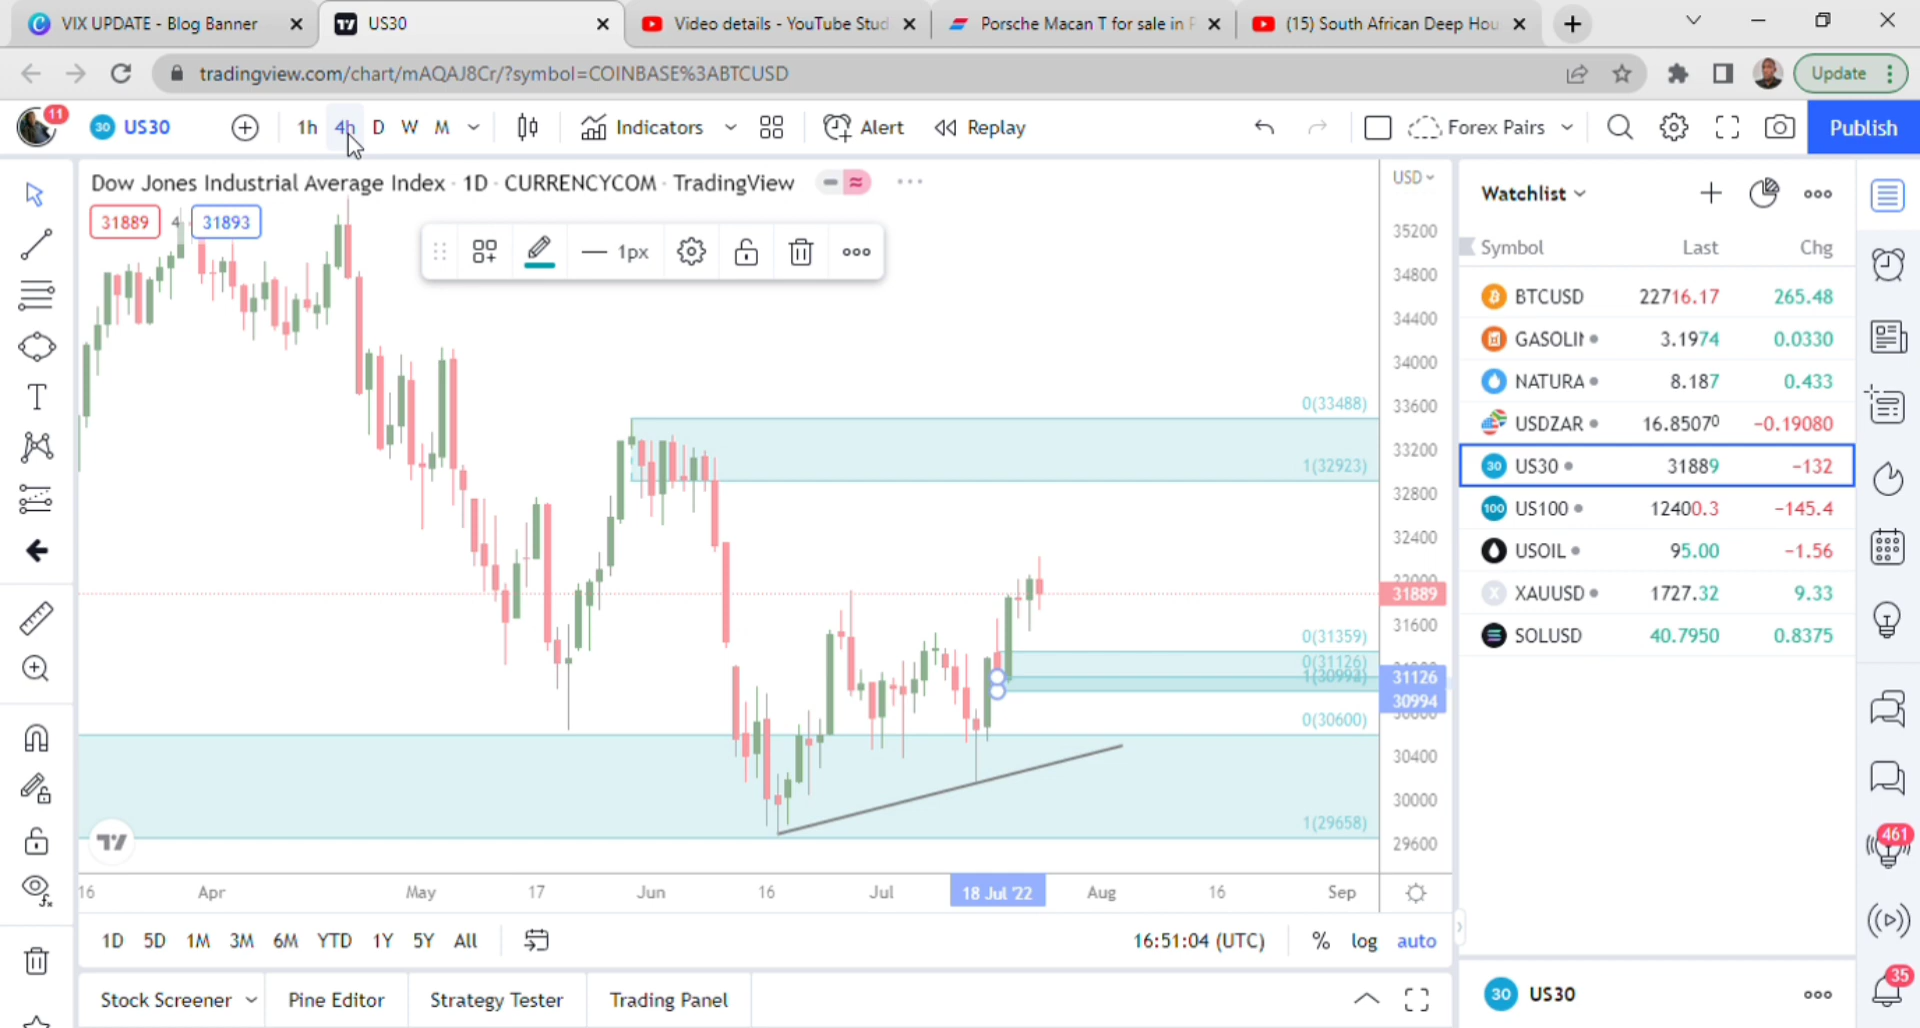 VIX UPDATE - Blog Banner
US30
Video details - YouTube Stud
Porsche Macan T for sale in P
(15) South African Deep Hou
tradingview.com/chart/mAQAJ8Cr/?symbol=COINBASE%3ABTCUSD
Update
11
30 US30
1h 4h D W M
Indicators
Alert
Replay
Forex Pairs
Publish
Dow Jones Industrial Average Index · 1D · CURRENCYCOM · TradingView
31889 4 31893
1px
USD
35200
34800
34400
34000
33600
33200
32800
32400
31889
31600
31126
30994
30400
30000
29600
0(33488)
1(32923)
0(31359)
0(31126)
1(30994)
0(30600)
1(29658)
16 Apr May 17 Jun 16 Jul 18 Jul '22 Aug 16 Sep
1D 5D 1M 3M 6M YTD 1Y 5Y All
16:51:04 (UTC) % log auto
Stock Screener Pine Editor Strategy Tester Trading Panel
Watchlist
Symbol Last Chg
BTCUSD 22716.17 265.48
GASOLIN 3.1974 0.0330
NATURA 8.187 0.433
USDZAR 16.85070 -0.19080
30 US30 31889 -132
100 US100 12400.3 -145.4
USOIL 95.00 -1.56
X XAUUSD 1727.32 9.33
SOLUSD 40.7950 0.8375
461
35
30 US30